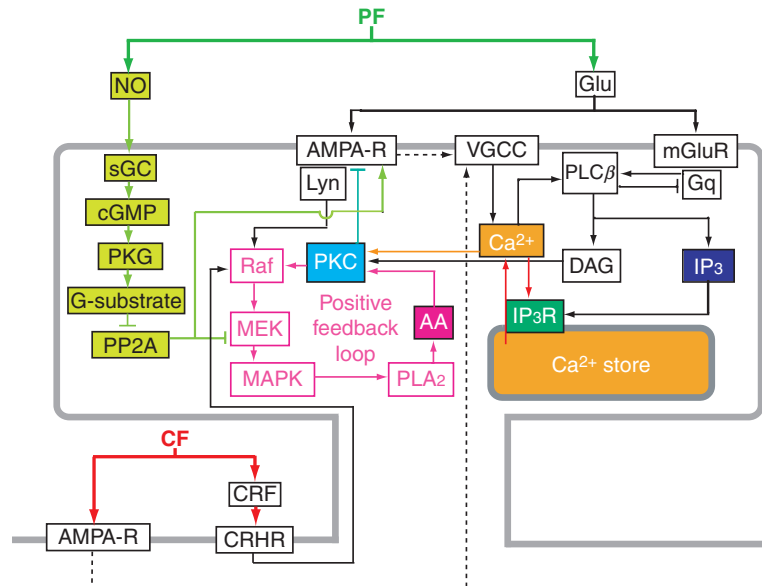 PF
NO
Glu
AMPA-R
VGCC
mGluR
sGC
Lyn
PLCβ
Gq
cGMP
PKG
Raf
PKC
Ca²⁺
DAG
IP₃
G-substrate
Positive
feedback
loop
AA
IP₃R
MEK
PP2A
MAPK
PLA₂
Ca²⁺ store
CF
CRF
AMPA-R
CRHR